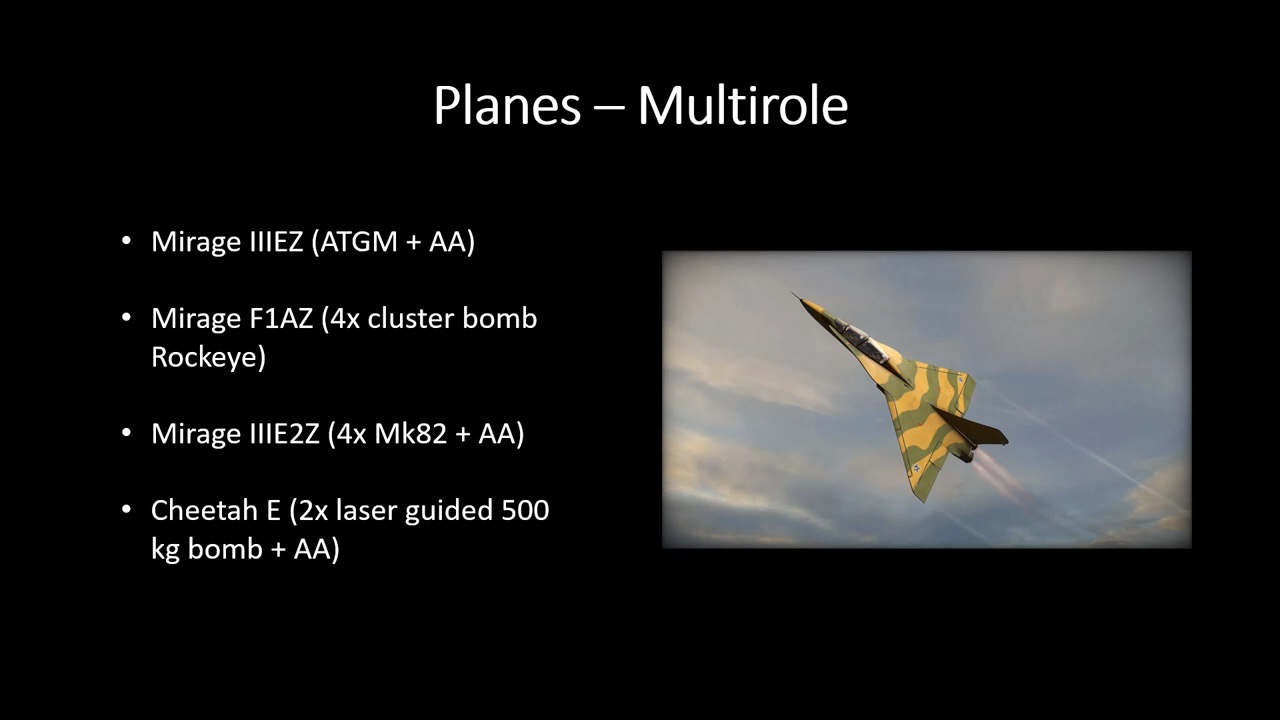 Planes – Multirole
• Mirage IIIEZ (ATGM + AA)
• Mirage F1AZ (4x cluster bomb
Rockeye)
• Mirage IIIE2Z (4x Mk82 + AA)
• Cheetah E (2x laser guided 500
kg bomb + AA)